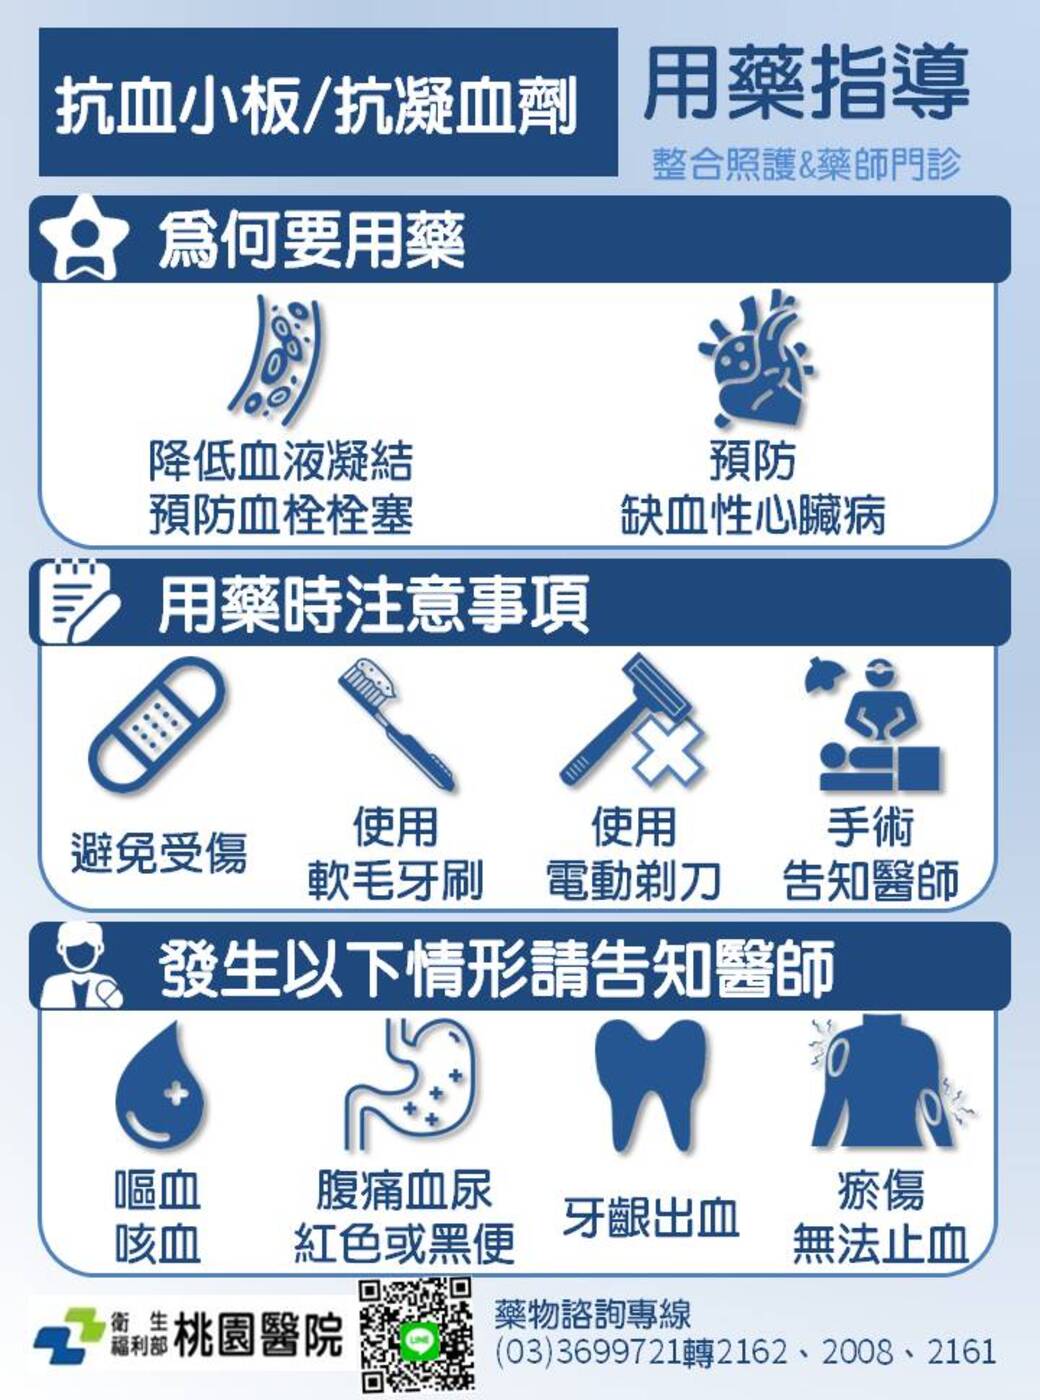 抗血小板/抗凝血劑
用藥指導
整合照護&藥師門診
為何要用藥
降低血液凝結
預防血栓栓塞
預防
缺血性心臟病
用藥時注意事項
避免受傷
使用
軟毛牙刷
使用
電動剃刀
手術
告知醫師
發生以下情形請告知醫師
嘔血
咳血
腹痛血尿
紅色或黑便
牙齦出血
瘀傷
無法止血
衛生
福利部
桃園醫院
LINE
藥物諮詢專線
(03)3699721轉2162、2008、2161